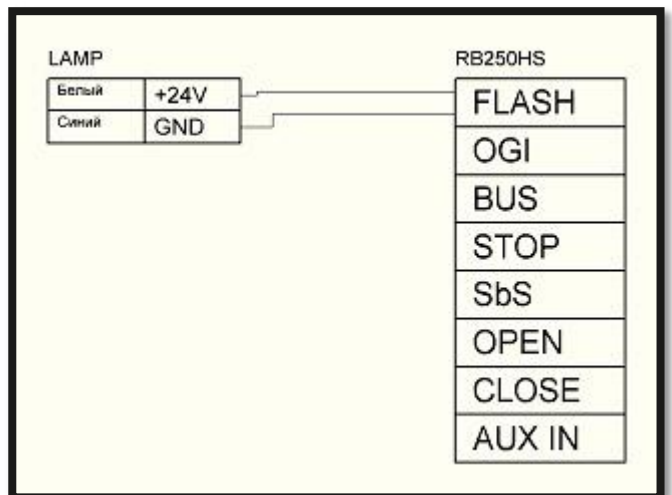 LAMP
Белый +24V
Синий GND
RB250HS
FLASH
OGI
BUS
STOP
SbS
OPEN
CLOSE
AUX IN